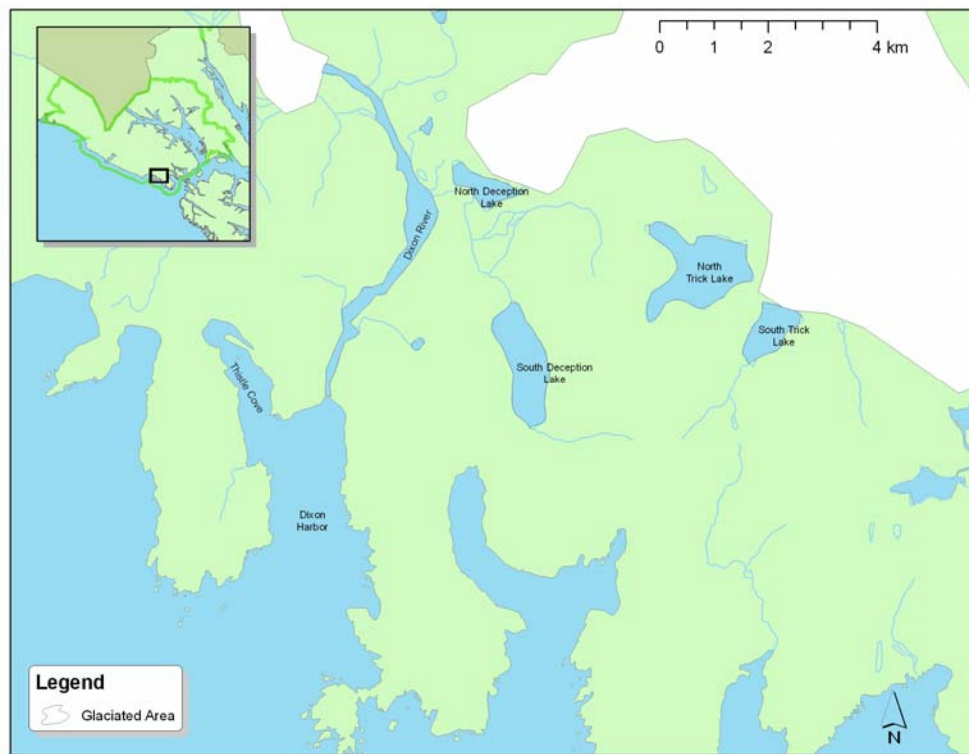 0 1 2 4 km
North Deception
Lake
Dixon River
North
Trick Lake
South Trick
Lake
South Deception
Lake
Thistle Cove
Dixon
Harbor
Legend
Glaciated Area
N